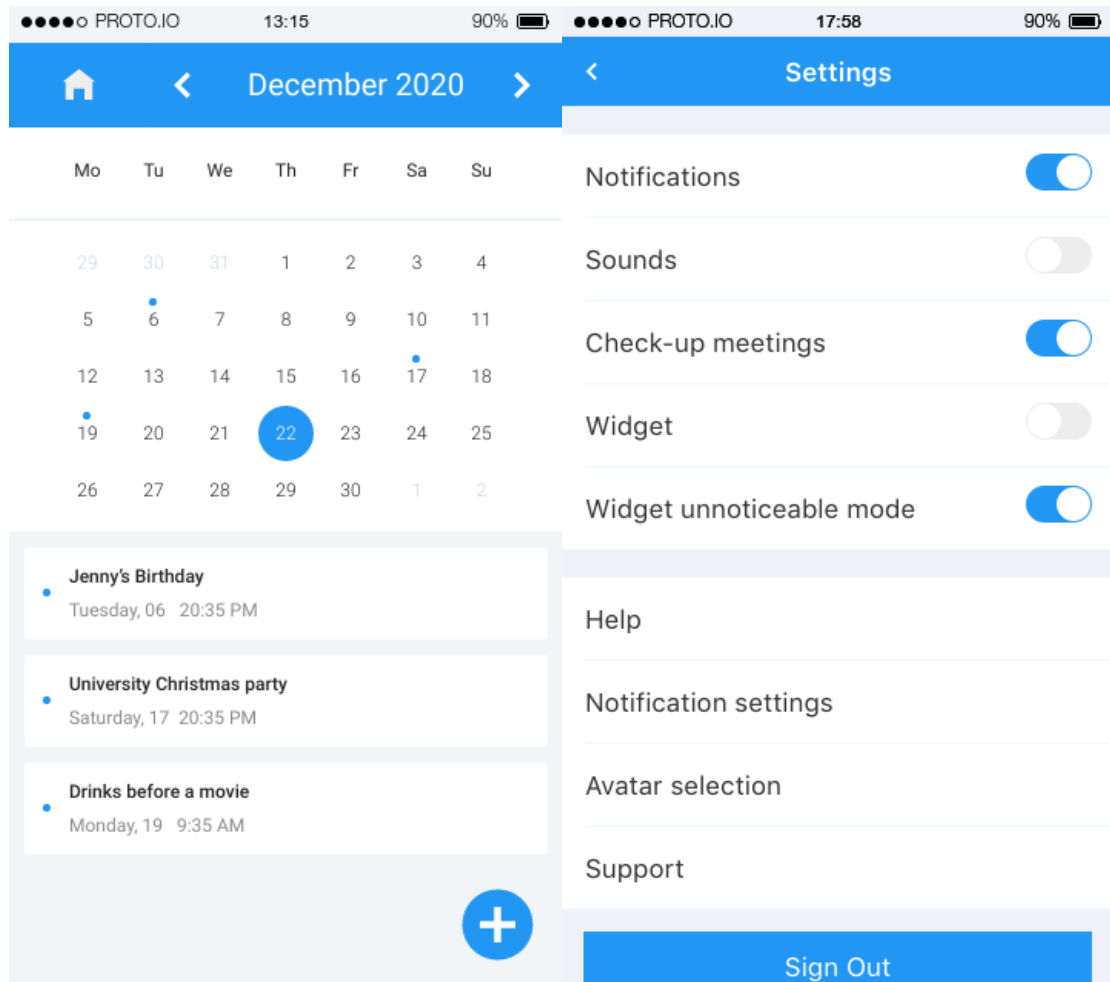 PROTO.IO 13:15 90%
December 2020
Mo Tu We Th Fr Sa Su
29 30 31 1 2 3 4
5 6 7 8 9 10 11
12 13 14 15 16 17 18
19 20 21 22 23 24 25
26 27 28 29 30 1 2
Jenny's Birthday
Tuesday, 06 20:35 PM
University Christmas party
Saturday, 17 20:35 PM
Drinks before a movie
Monday, 19 9:35 AM
PROTO.IO 17:58 90%
Settings
Notifications
Sounds
Check-up meetings
Widget
Widget unnoticeable mode
Help
Notification settings
Avatar selection
Support
Sign Out